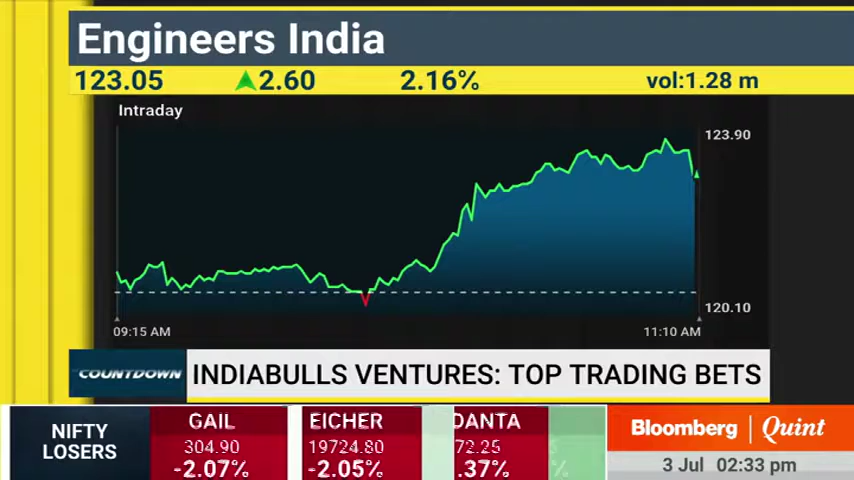 Engineers India
123.05 2.60 2.16% vol:1.28 m
Intraday
123.90
120.10
09:15 AM 11:10 AM
COUNTDOWN INDIABULLS VENTURES: TOP TRADING BETS
NIFTY LOSERS
GAIL
304.90
-2.07%
EICHER
19724.80
-2.05%
DANTA
72.25
.37%
%
Bloomberg | Quint
3 Jul 02:33 pm